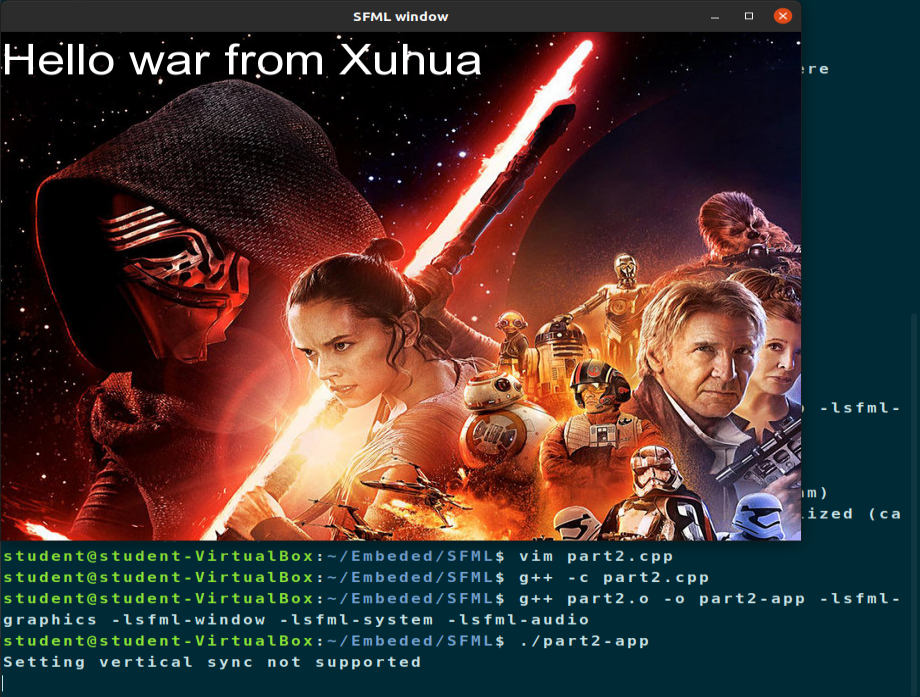 SFML window
Hello war from Xuhua
ere
-lsfml-
am)
ized (ca
student@student-VirtualBox:~/Embeded/SFML$ vim part2.cpp
student@student-VirtualBox:~/Embeded/SFML$ g++ -c part2.cpp
student@student-VirtualBox:~/Embeded/SFML$ g++ part2.o -o part2-app -lsfml-
graphics -lsfml-window -lsfml-system -lsfml-audio
student@student-VirtualBox:~/Embeded/SFML$ ./part2-app
Setting vertical sync not supported